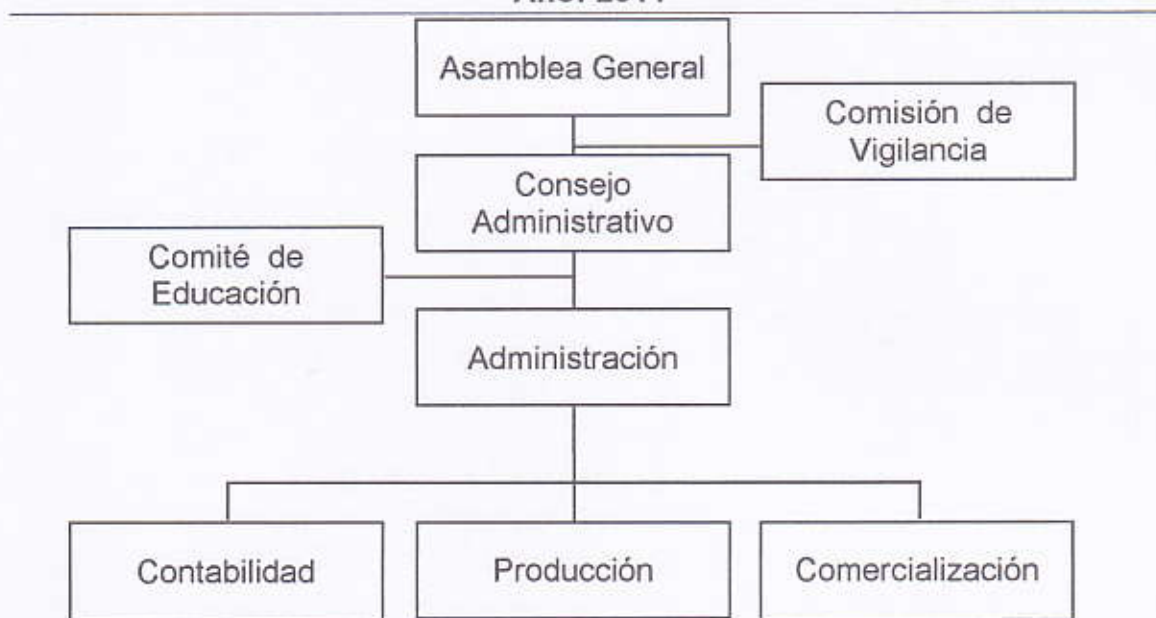 Asamblea General
Comisión de
Vigilancia
Consejo
Administrativo
Comité de
Educación
Administración
Contabilidad
Producción
Comercialización